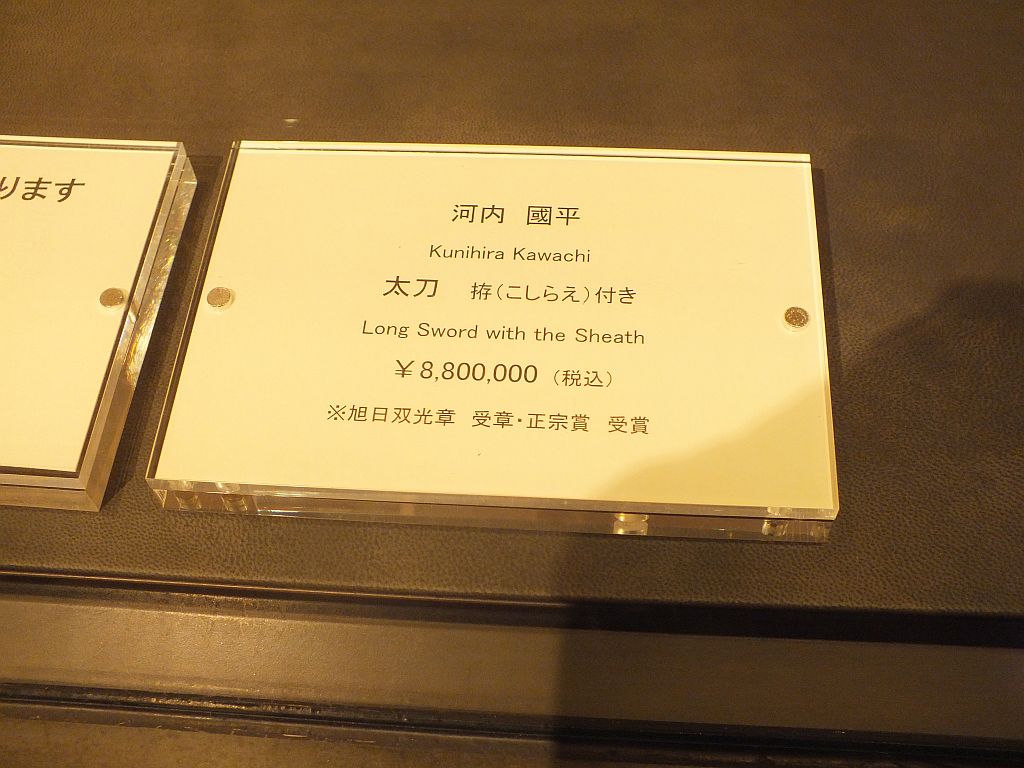 ります
河内 國平
Kunihira Kawachi
太刀 拵(こしらえ)付き
Long Sword with the Sheath
￥8,800,000 (税込)
※旭日双光章 受章・正宗賞 受賞